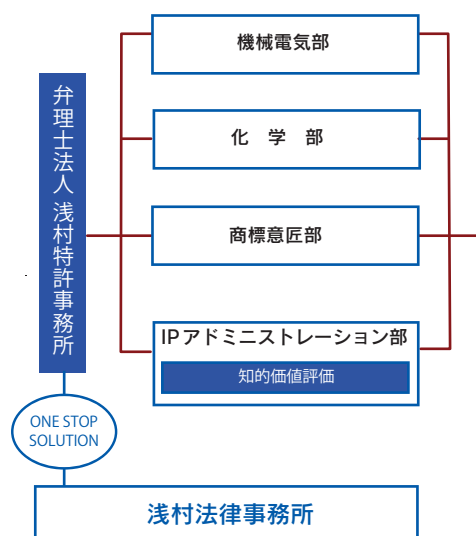 機械電気部
化 学 部
弁理士法人 浅村特許事務所
商標意匠部
IPアドミニストレーション部
知的価値評価
ONE STOP
SOLUTION
浅村法律事務所